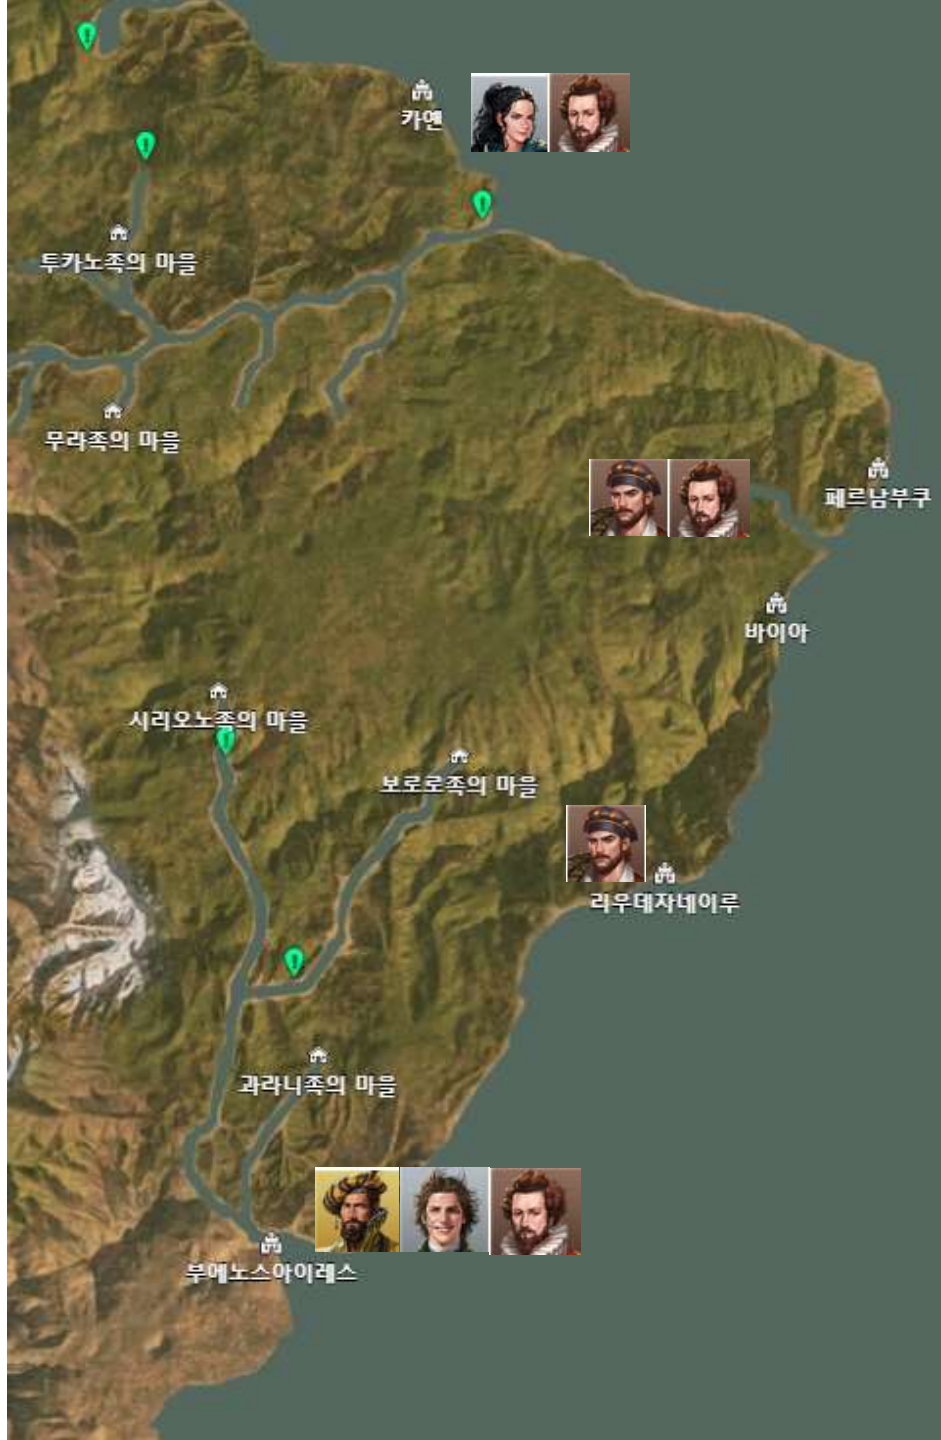 카옌
투카노족의 마을
무라족의 마을
페르남부쿠
바이아
시리오노족의 마을
보로로족의 마을
리우데자네이루
과라니족의 마을
부에노스아이레스